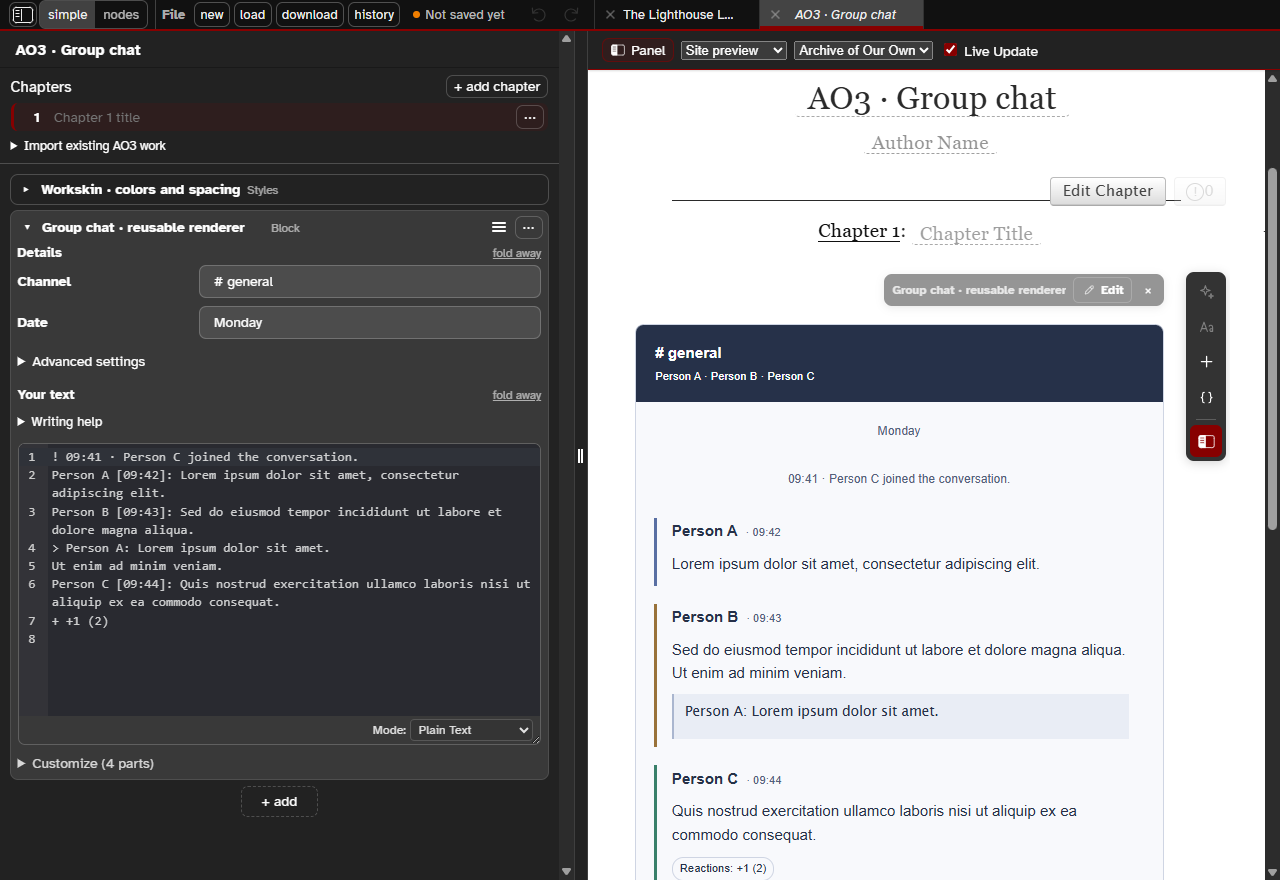 simple nodes File new load download history Not saved yet The Lighthouse L... AO3 · Group chat
AO3 · Group chat
Chapters + add chapter
1 Chapter 1 title ...
Import existing AO3 work
Workskin · colors and spacing Styles
Group chat · reusable renderer Block ...
Details fold away
Channel # general
Date Monday
Advanced settings
Your text fold away
Writing help
1 ! 09:41 · Person C joined the conversation.
2 Person A [09:42]: Lorem ipsum dolor sit amet, consectetur
adipiscing elit.
3 Person B [09:43]: Sed do eiusmod tempor incididunt ut labore et
dolore magna aliqua.
4 > Person A: Lorem ipsum dolor sit amet.
5 Ut enim ad minim veniam.
6 Person C [09:44]: Quis nostrud exercitation ullamco laboris nisi ut
aliquip ex ea commodo consequat.
7 + +1 (2)
8
Mode: Plain Text
Customize (4 parts)
+ add
Panel Site preview Archive of Our Own Live Update
AO3 · Group chat
Author Name
Edit Chapter 0
Chapter 1: Chapter Title
Group chat · reusable renderer Edit ×
Aa
+
{}
# general
Person A · Person B · Person C
Monday
09:41 · Person C joined the conversation.
Person A · 09:42
Lorem ipsum dolor sit amet, consectetur adipiscing elit.
Person B · 09:43
Sed do eiusmod tempor incididunt ut labore et dolore magna aliqua.
Ut enim ad minim veniam.
Person A: Lorem ipsum dolor sit amet.
Person C · 09:44
Quis nostrud exercitation ullamco laboris nisi ut aliquip ex ea
commodo consequat.
Reactions: +1 (2)